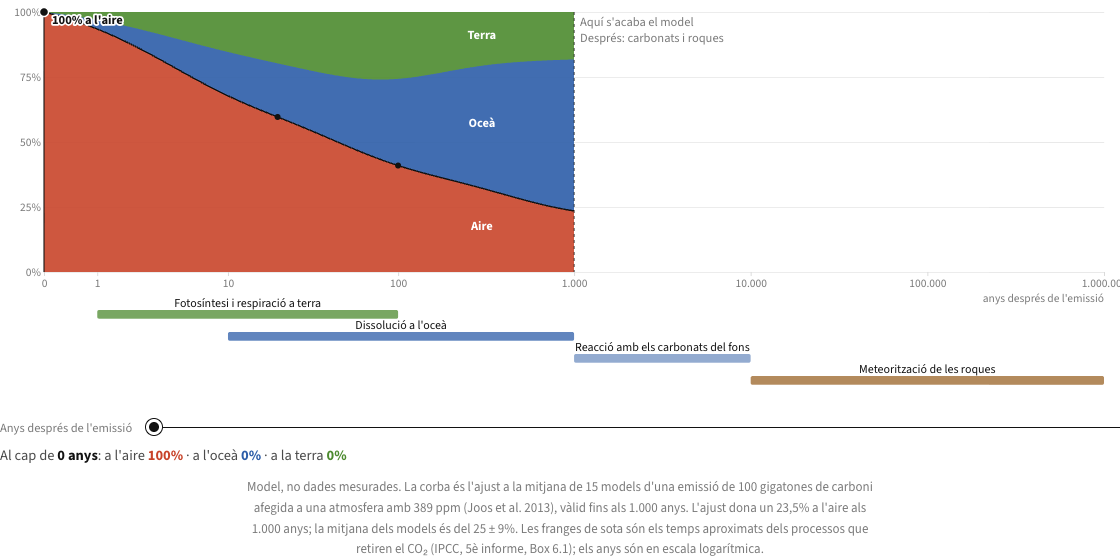 100%
100% a l'aire
Terra
Aquí s'acaba el model
Després: carbonats i roques
75%
Oceà
50%
25%
Aire
0%
0 1 10 100 1.000 10.000 100.000 1.000.00
anys després de l'emissió
Fotosíntesi i respiració a terra
Dissolució a l'oceà
Reacció amb els carbonats del fons
Meteorització de les roques
Anys després de l'emissió
Al cap de 0 anys: a l'aire 100% · a l'oceà 0% · a la terra 0%
Model, no dades mesurades. La corba és l'ajust a la mitjana de 15 models d'una emissió de 100 gigatones de carboni
afegida a una atmosfera amb 389 ppm (Joos et al. 2013), vàlid fins als 1.000 anys. L'ajust dona un 23,5% a l'aire als
1.000 anys; la mitjana dels models és del 25 ± 9%. Les franges de sota són els temps aproximats dels processos que
retiren el CO₂ (IPCC, 5è informe, Box 6.1); els anys són en escala logarítmica.